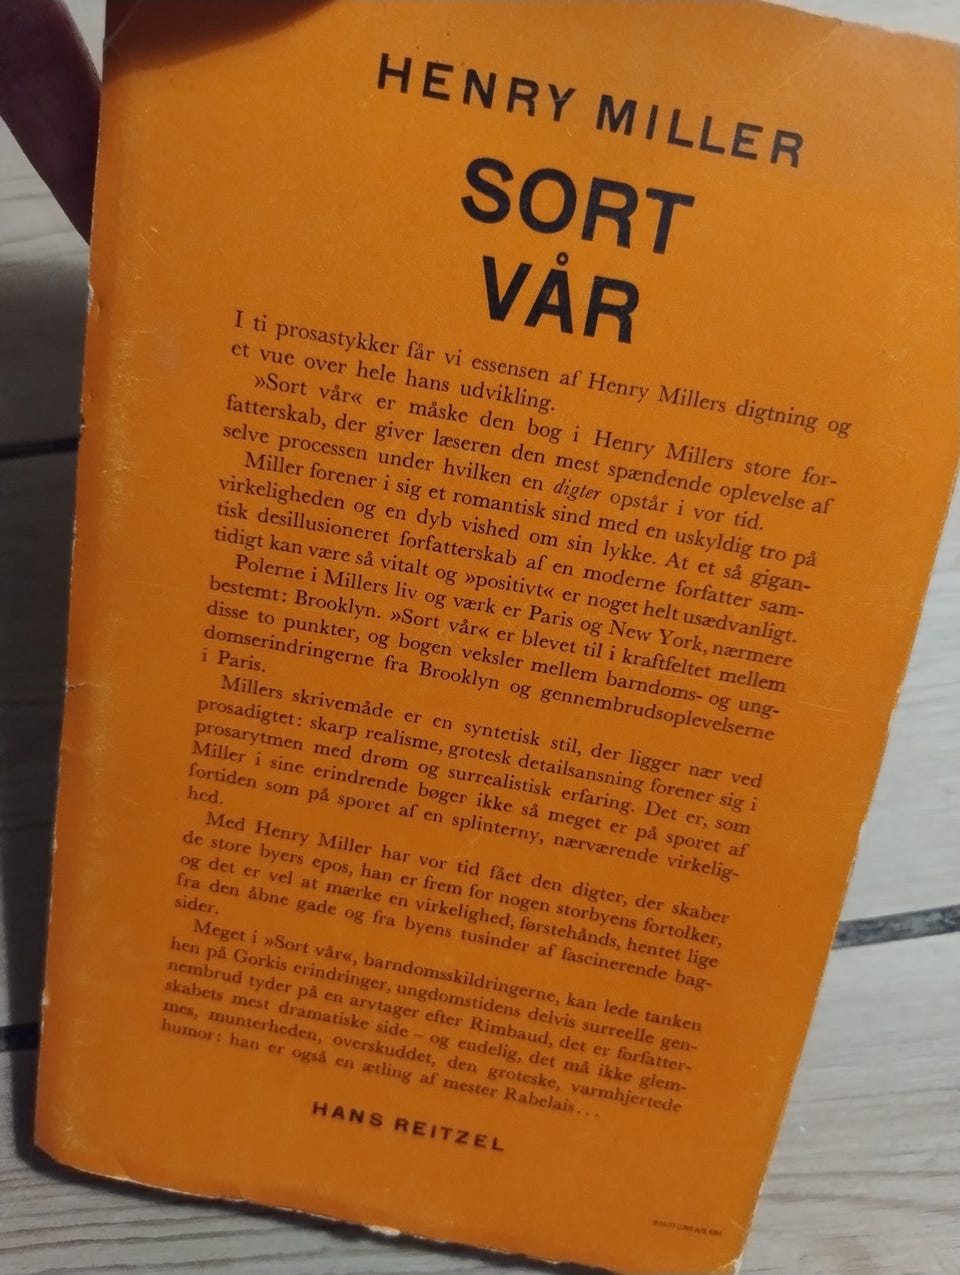 HENRY MILLER
SORT
VÅR
I ti prosastykker får vi essensen af Henry Millers digtning og
et vue over hele hans udvikling.
»Sort vår« er måske den bog i Henry Millers store for-
fatterskab, der giver læseren den mest spændende oplevelse af
selve processen under hvilken en digter opstår i vor tid.
Miller forener i sig et romantisk sind med en uskyldig tro på
virkeligheden og en dyb vished om sin lykke. At et så gigan-
tisk desillusioneret forfatterskab af en moderne forfatter sam-
tidigt kan være så vitalt og »positivt« er noget helt usædvanligt.
Polerne i Millers liv og værk er Paris og New York, nærmere
bestemt: Brooklyn. »Sort vår« er blevet til i kraftfeltet mellem
disse to punkter, og bogen veksler mellem barndoms- og ung-
domserindringerne fra Brooklyn og gennembrudsoplevelserne
i Paris.
Millers skrivemåde er en syntetisk stil, der ligger nær ved
prosadigtet: skarp realisme, grotesk detailsansning forener sig i
prosarytmen med drøm og surrealistisk erfaring. Det er, som
Miller i sine erindrende bøger ikke så meget er på sporet af
fortiden som på sporet af en splinterny, nærværende virkelig-
hed.
Med Henry Miller har vor tid fået den digter, der skaber
de store byers epos, han er frem for nogen storbyens fortolker,
og det er vel at mærke en virkelighed, førstehånds, hentet lige
fra den åbne gade og fra byens tusinder af fascinerende bag-
sider.
Meget i »Sort vår«, barndomsskildringerne, kan lede tanken
hen på Gorkis erindringer, ungdomstidens delvis surreelle gen-
nembrud tyder på en arvtager efter Rimbaud, det er forfatter-
skabets mest dramatiske side – og endelig, det må ikke glem-
mes, munterheden, overskuddet, den groteske, varmhjertede
humor: han er også en ætling af mester Rabelais...
HANS REITZEL